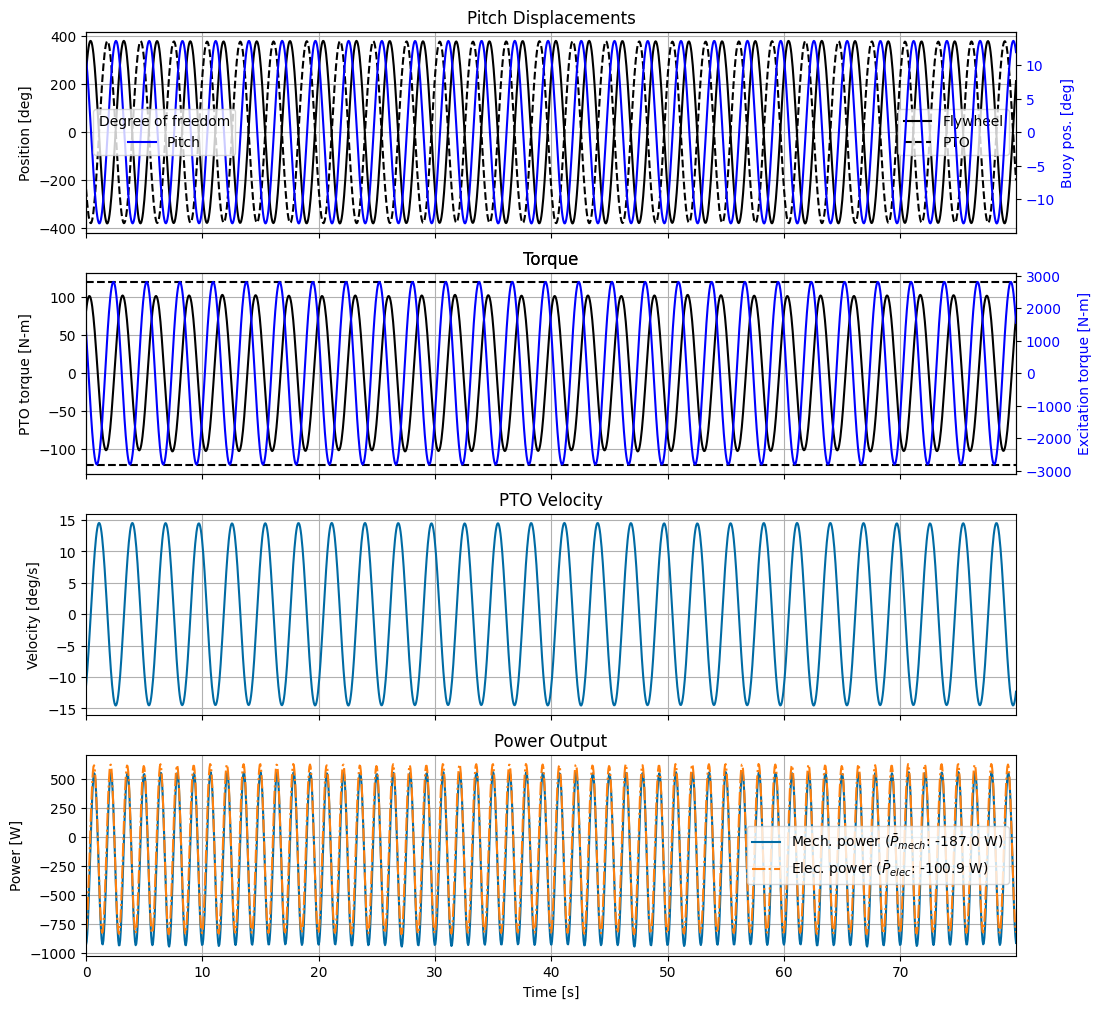 Pitch Displacements
400
200
0
−200
−400
Position [deg]
10
5
0
−5
−10
Buoy pos. [deg]
Degree of freedom
Pitch
Flywheel
PTO
Torque
100
50
0
−50
−100
PTO torque [N-m]
3000
2000
1000
0
−1000
−2000
−3000
Excitation torque [N-m]
PTO Velocity
15
10
5
0
−5
−10
−15
Velocity [deg/s]
Power Output
500
250
0
−250
−500
−750
−1000
Power [W]
Mech. power (P̄mech: -187.0 W)
Elec. power (P̄elec: -100.9 W)
0 10 20 30 40 50 60 70
Time [s]